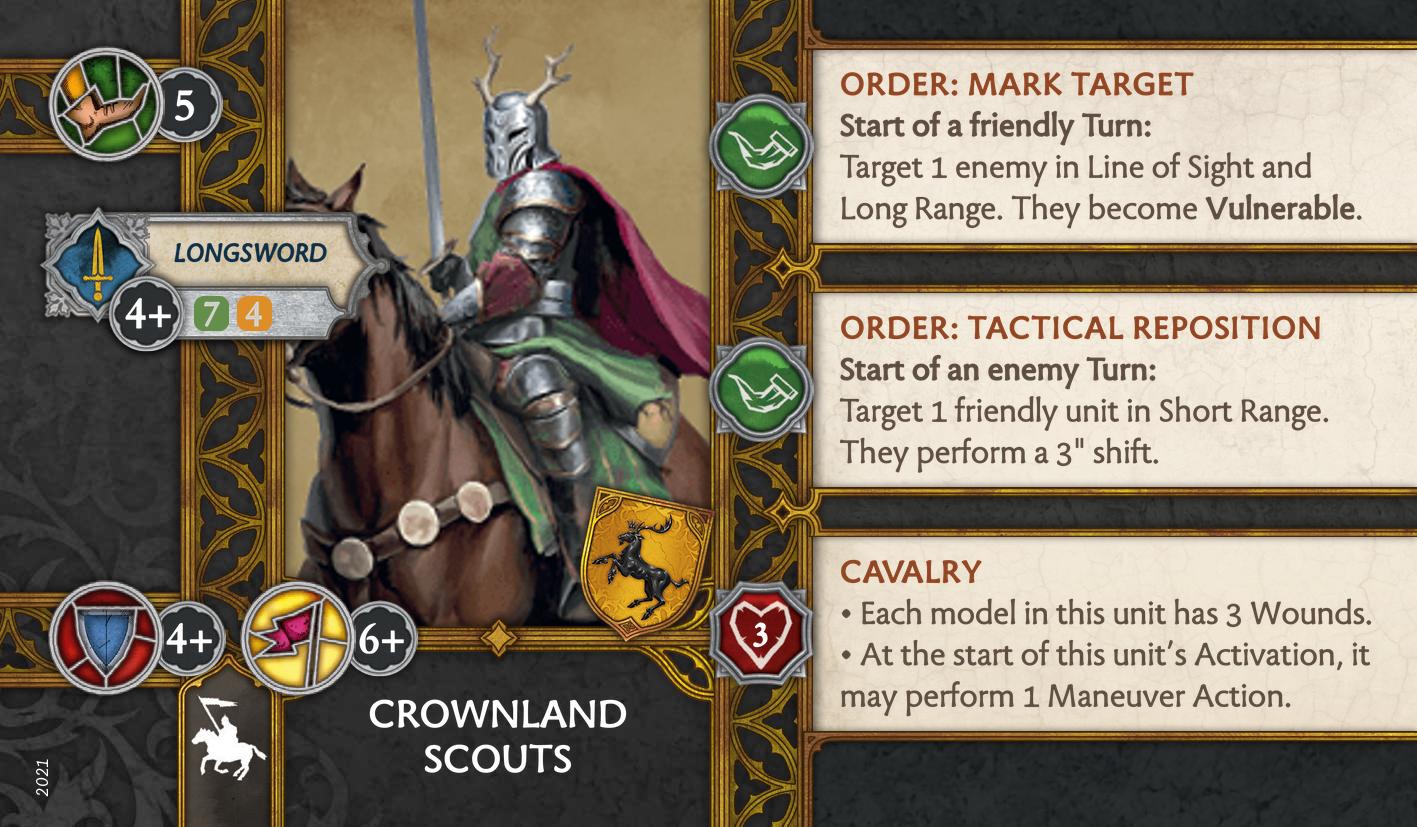 5
LONGSWORD
4+ 7 4
4+ 6+
CROWNLAND
SCOUTS
2021
ORDER: MARK TARGET
Start of a friendly Turn:
Target 1 enemy in Line of Sight and
Long Range. They become Vulnerable.
ORDER: TACTICAL REPOSITION
Start of an enemy Turn:
Target 1 friendly unit in Short Range.
They perform a 3" shift.
3
CAVALRY
• Each model in this unit has 3 Wounds.
• At the start of this unit's Activation, it
may perform 1 Maneuver Action.